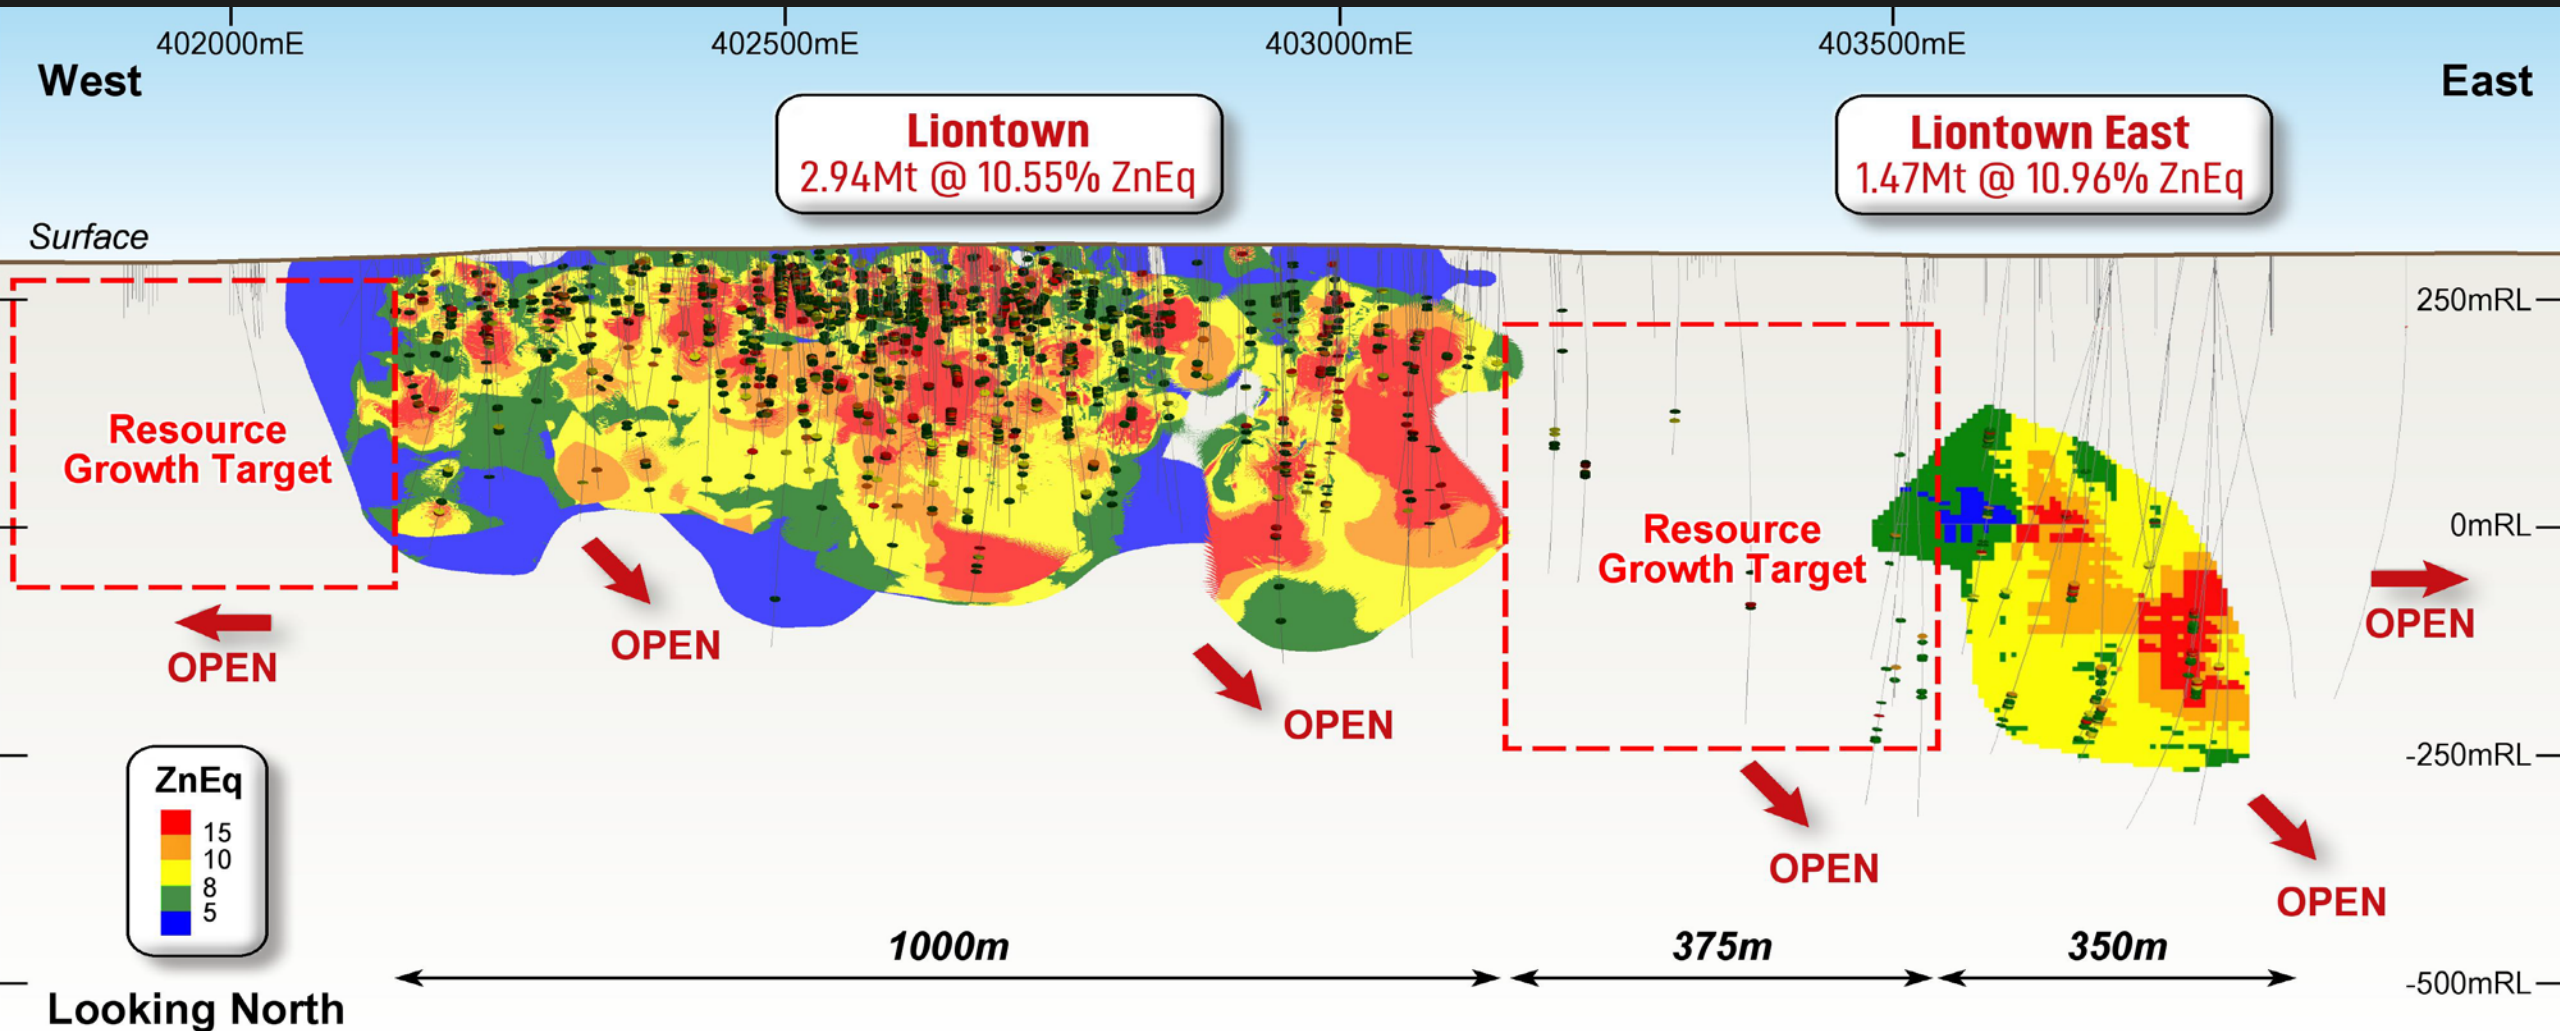 402000mE
402500mE
403000mE
403500mE
West
East
Liontown
2.94Mt @ 10.55% ZnEq
Liontown East
1.47Mt @ 10.96% ZnEq
Surface
250mRL
Resource
Growth Target
Resource
Growth Target
0mRL
OPEN
OPEN
OPEN
OPEN
-250mRL
OPEN
OPEN
ZnEq
15
10
8
5
1000m
375m
350m
-500mRL
Looking North